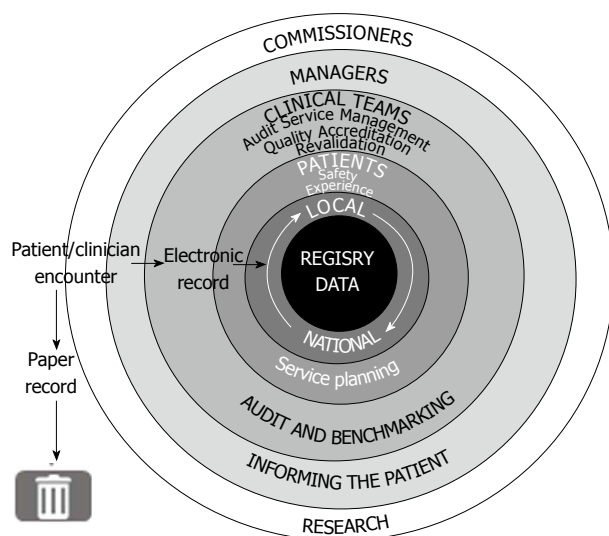 COMMISSIONERS
MANAGERS
CLINICAL TEAMS
Audit Service Management
Quality Accreditation
Revalidation
PATIENTS
Safety
Experience
LOCAL
Patient/clinician
encounter
Electronic
record
REGISRY
DATA
NATIONAL
Service planning
Paper
record
AUDIT AND BENCHMARKING
INFORMING THE PATIENT
RESEARCH